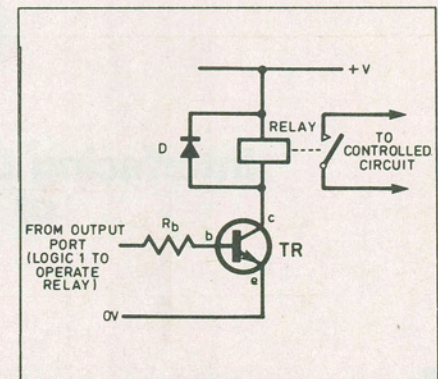 +V
D
RELAY
TO
CONTROLLED
CIRCUIT
FROM OUTPUT
PORT
(LOGIC 1 TO
OPERATE
RELAY)
Rb
b
c
TR
e
0V